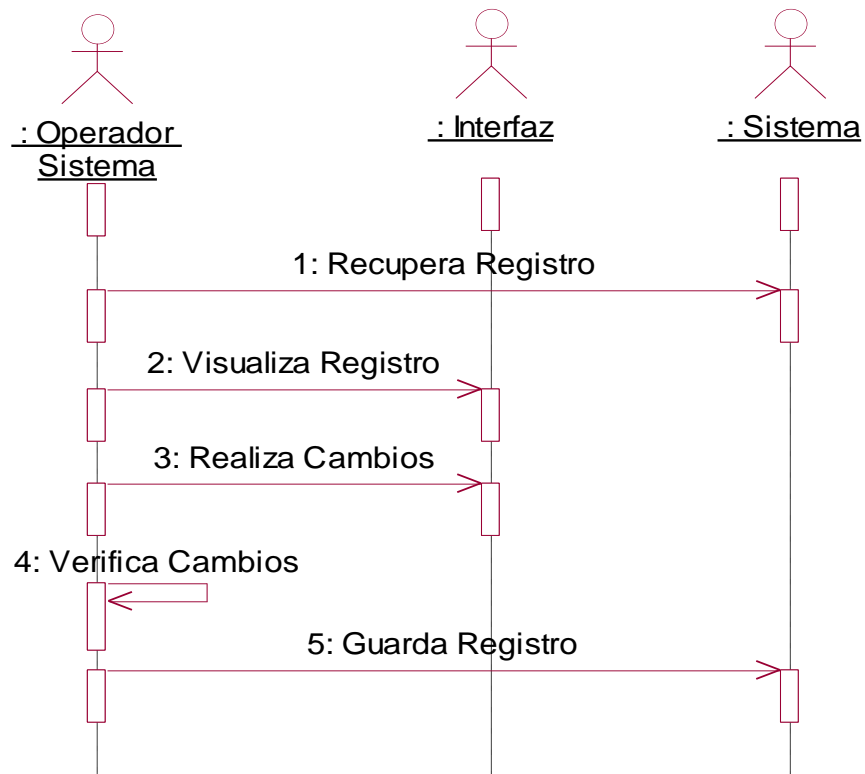 : Operador
Sistema
: Interfaz
: Sistema
1: Recupera Registro
2: Visualiza Registro
3: Realiza Cambios
4: Verifica Cambios
5: Guarda Registro